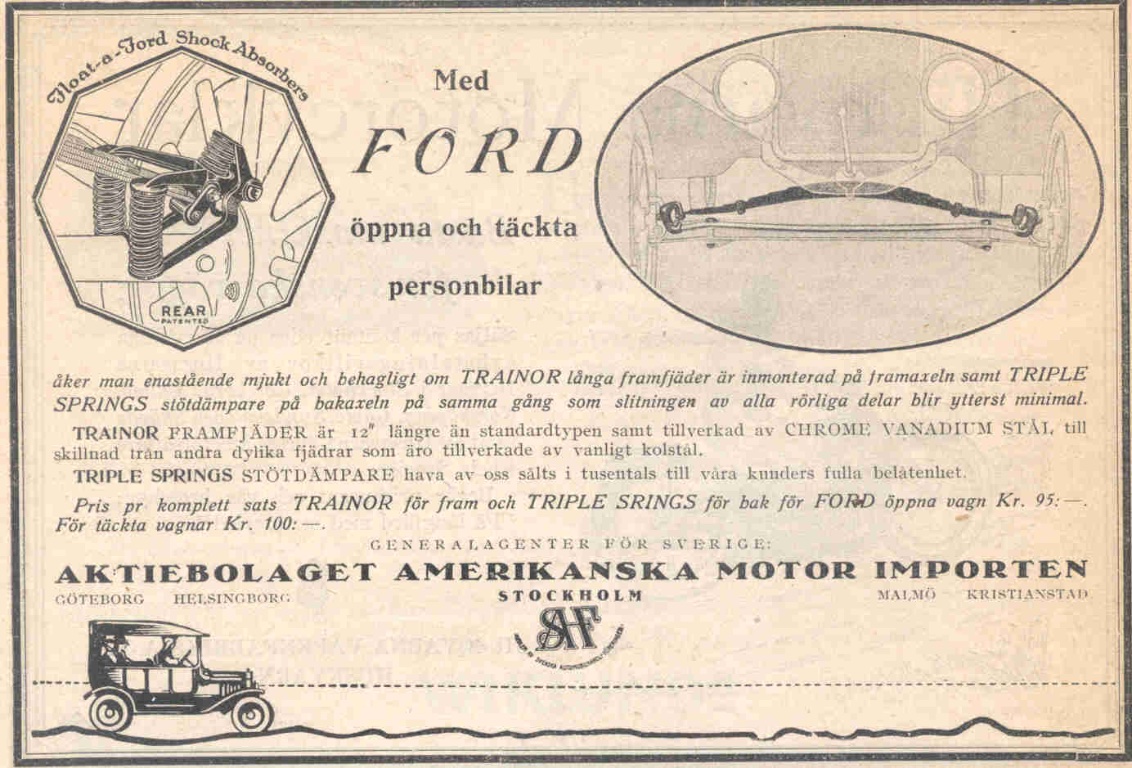 Float-a-Ford Shock Absorbers
REAR
PATENTED
Med
FORD
öppna och täckta
personbilar
åker man enastående mjukt och behagligt om TRAINOR långa framfjäder är inmonterad på framaxeln samt TRIPLE
SPRINGS stötdämpare på bakaxeln på samma gång som slitningen av alla rörliga delar blir ytterst minimal.
TRAINOR FRAMFJÄDER är 12" längre än standardtypen samt tillverkad av CHROME VANADIUM STÅL till
skillnad från andra dylika fjädrar som äro tillverkade av vanligt kolstål.
TRIPLE SPRINGS STÖTDÄMPARE hava av oss sålts i tusentals till våra kunders fulla belåtenhet.
Pris pr komplett sats TRAINOR för fram och TRIPLE SRINGS för bak för FORD öppna vagn Kr. 95: —.
För täckta vagnar Kr. 100: —.
GENERALAGENTER FÖR SVERIGE:
AKTIEBOLAGET AMERIKANSKA MOTOR IMPORTEN
GÖTEBORG HELSINGBORG STOCKHOLM MALMÖ KRISTIANSTAD